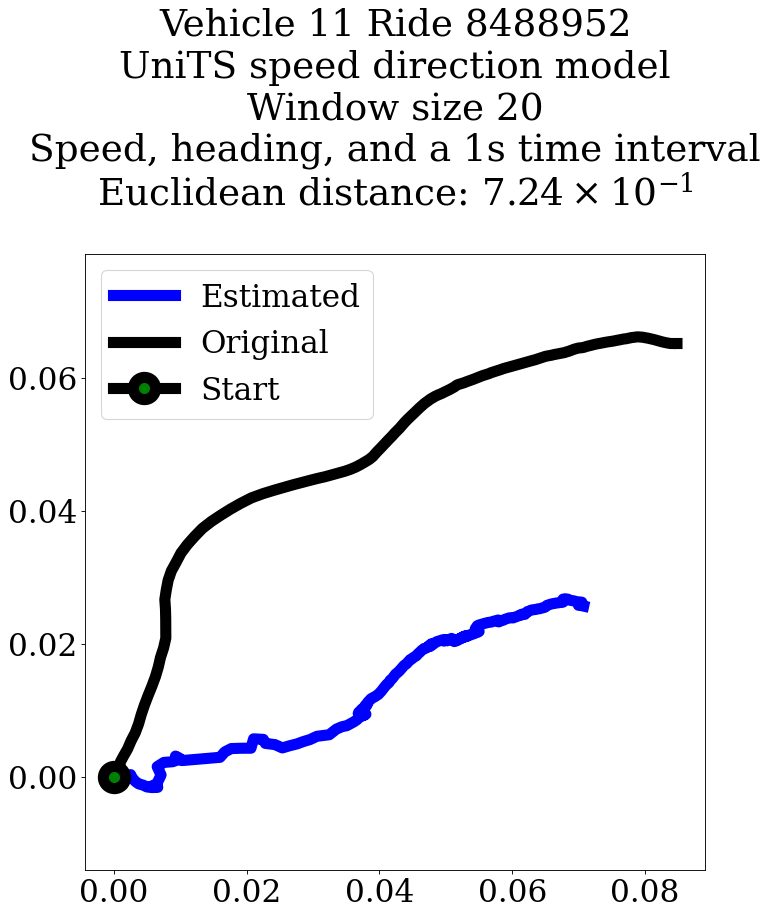 Vehicle 11 Ride 8488952
UniTS speed direction model
Window size 20
Speed, heading, and a 1s time interval
Euclidean distance: 7.24 × 10⁻¹
Estimated
Original
Start
0.06
0.04
0.02
0.00
0.00 0.02 0.04 0.06 0.08